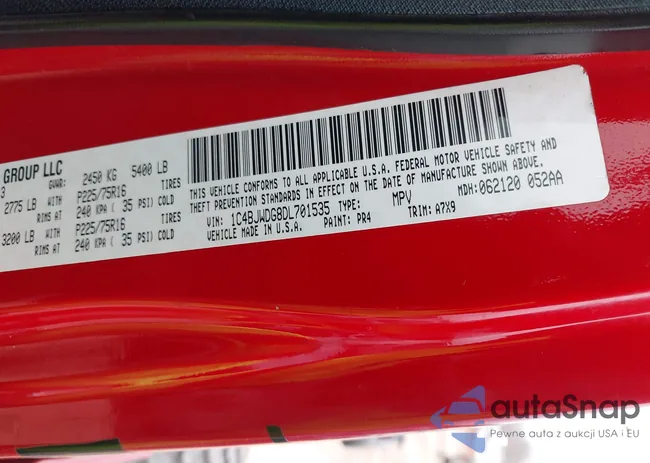 GROUP LLC
3 GVWR: 2450 KG 5400 LB
2775 LB WITH P225/75R16 TIRES
RIMS AT 240 KPA ( 35 PSI) COLD
3200 LB WITH P225/75R16 TIRES
RIMS AT 240 KPA ( 35 PSI) COLD
THIS VEHICLE CONFORMS TO ALL APPLICABLE U.S.A. FEDERAL MOTOR VEHICLE SAFETY AND
THEFT PREVENTION STANDARDS IN EFFECT ON THE DATE OF MANUFACTURE SHOWN ABOVE.
MDH: 062120 052AA
VIN: 1C4BJWDG8DL701535 TYPE: MPV
VEHICLE MADE IN U.S.A. PAINT: PR4 TRIM: A7X9
autaSnap
Pewne auta z aukcji USA i EU